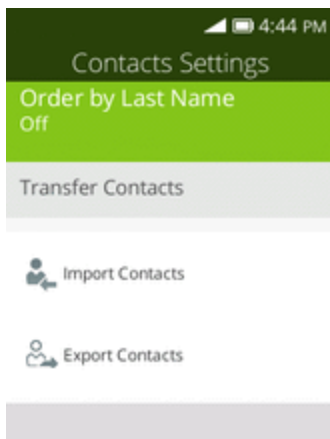 4:44 PM
Contacts Settings
Order by Last Name
Off
Transfer Contacts
Import Contacts
Export Contacts